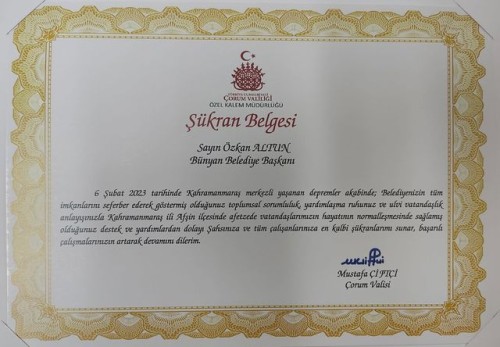 ÇORUM VALİLİĞİ
ÖZEL KALEM MÜDÜRLÜĞÜ
Şükran Belgesi
Sayın Özkan ALTUN
Bünyan Belediye Başkanı
6 Şubat 2023 tarihinde Kahramanmaraş merkezli yaşanan depremler akabinde; Belediyenizin tüm
imkanlarını seferber ederek göstermiş olduğunuz toplumsal sorumluluk, yardımlaşma ruhunuz ve ulvi vatandaşlık
anlayışınızla Kahramanmaraş ili Afşin ilçesinde afetzede vatandaşlarımızın hayatının normalleşmesinde sağlamış
olduğunuz destek ve yardımlardan dolayı Şahsınıza ve tüm çalışanlarınıza en kalbi şükranlarımı sunar, başarılı
çalışmalarınızın artarak devamını dilerim.
Mustafa ÇİFTÇİ
Çorum Valisi